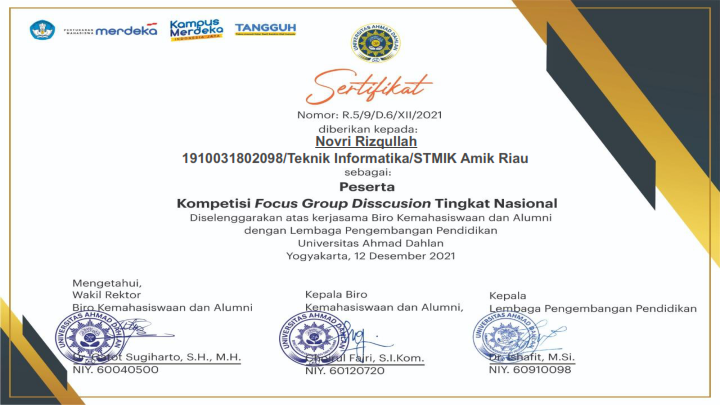 PERTUKARAN MAHASISWA merdeka
Kampus Merdeka INDONESIA JAYA
TANGGUH
UNIVERSITAS AHMAD DAHLAN
Sertifikat
Nomor: R.5/9/D.6/XII/2021
diberikan kepada:
Novri Rizqullah
1910031802098/Teknik Informatika/STMIK Amik Riau
sebagai:
Peserta
Kompetisi Focus Group Disscusion Tingkat Nasional
Diselenggarakan atas kerjasama Biro Kemahasiswaan dan Alumni
dengan Lembaga Pengembangan Pendidikan
Universitas Ahmad Dahlan
Yogyakarta, 12 Desember 2021
Mengetahui,
Wakil Rektor
Biro Kemahasiswaan dan Alumni
UNIVERSITAS AHMAD DAHLAN
Dr. Gatot Sugiharto, S.H., M.H.
NIY. 60040500
Kepala Biro
Kemahasiswaan dan Alumni,
UNIVERSITAS AHMAD DAHLAN
Choirul Fajri, S.I.Kom.
NIY. 60120720
Kepala
Lembaga Pengembangan Pendidikan
UNIVERSITAS AHMAD DAHLAN
Dr. Ishafit, M.Si.
NIY. 60910098